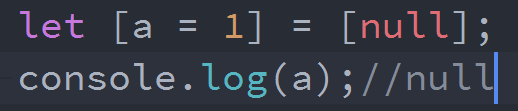 let [a = 1] = [null];
console.log(a);//null